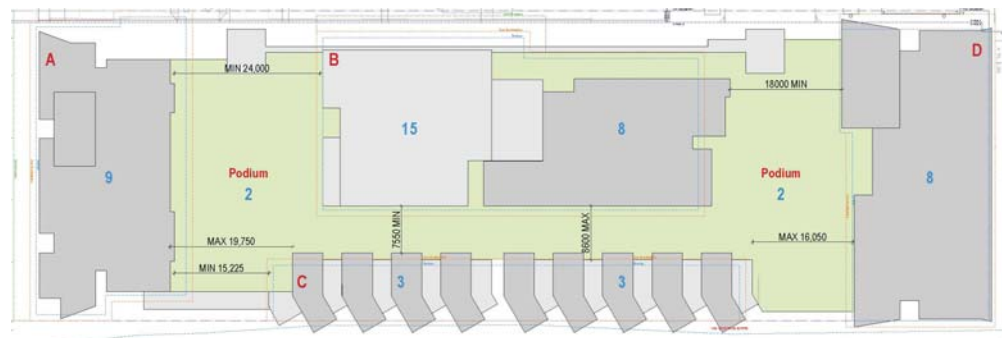 A
B
D
MIN 24,000
18000 MIN
15
8
9
Podium
2
Podium
2
8
7550 MIN
8600 MAX
MAX 19,750
MAX 16,050
MIN 15,225
C
3
3